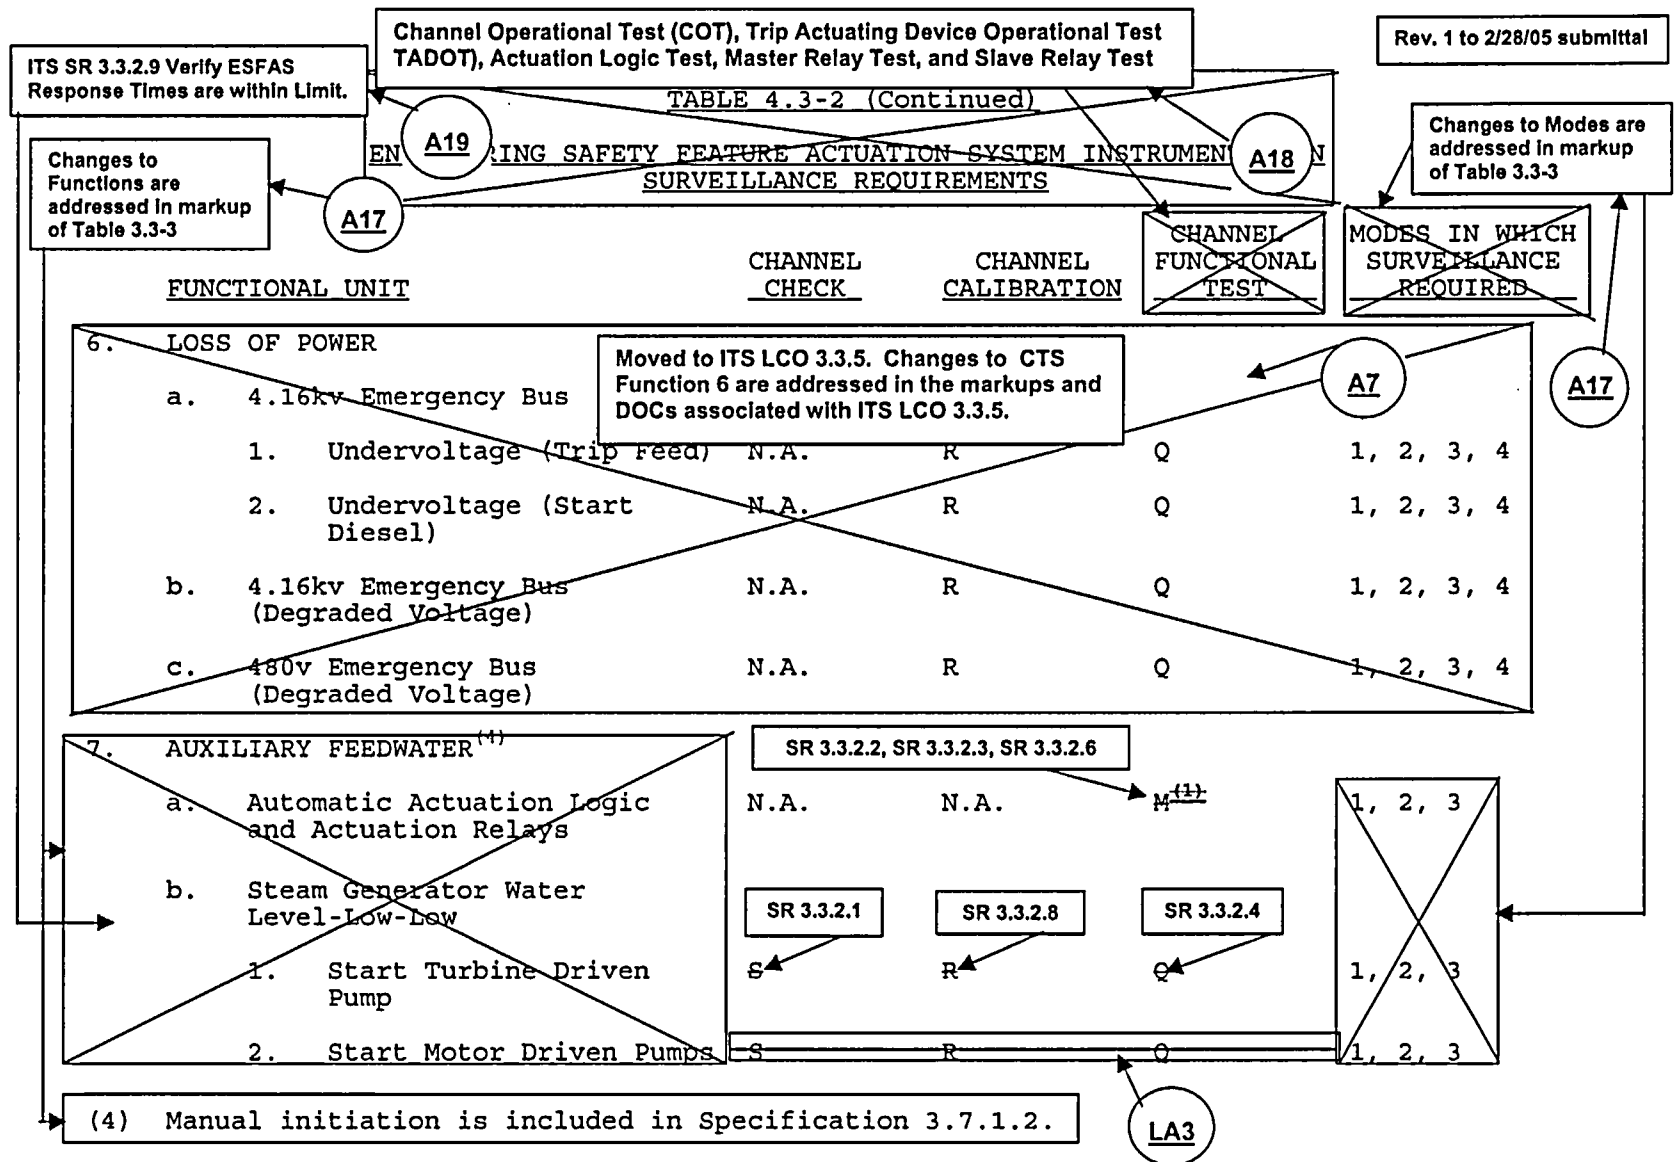 Channel Operational Test (COT), Trip Actuating Device Operational Test
TADOT), Actuation Logic Test, Master Relay Test, and Slave Relay Test
Rev. 1 to 2/28/05 submittal
ITS SR 3.3.2.9 Verify ESFAS
Response Times are within Limit.
TABLE 4.3-2 (Continued)
A19
A18
EN RING SAFETY FEATURE ACTUATION SYSTEM INSTRUMEN N
SURVEILLANCE REQUIREMENTS
Changes to
Functions are
addressed in markup
of Table 3.3-3
A17
Changes to Modes are
addressed in markup
of Table 3.3-3
FUNCTIONAL UNIT
CHANNEL
CHECK
CHANNEL
CALIBRATION
CHANNEL
FUNCTIONAL
TEST
MODES IN WHICH
SURVEILLANCE
REQUIRED
6. LOSS OF POWER
Moved to ITS LCO 3.3.5. Changes to CTS
Function 6 are addressed in the markups and
DOCs associated with ITS LCO 3.3.5.
A7
A17
a. 4.16kv Emergency Bus
1. Undervoltage (Trip Feed) N.A. R Q 1, 2, 3, 4
2. Undervoltage (Start N.A. R Q 1, 2, 3, 4
Diesel)
b. 4.16kv Emergency Bus N.A. R Q 1, 2, 3, 4
(Degraded Voltage)
c. 480v Emergency Bus N.A. R Q 1, 2, 3, 4
(Degraded Voltage)
7. AUXILIARY FEEDWATER(4)
SR 3.3.2.2, SR 3.3.2.3, SR 3.3.2.6
a. Automatic Actuation Logic N.A. N.A. M(1) 1, 2, 3
and Actuation Relays
b. Steam Generator Water
Level-Low-Low
SR 3.3.2.1 SR 3.3.2.8 SR 3.3.2.4
1. Start Turbine Driven S R Q 1, 2, 3
Pump
2. Start Motor Driven Pumps S R Q 1, 2, 3
(4) Manual initiation is included in Specification 3.7.1.2.
LA3